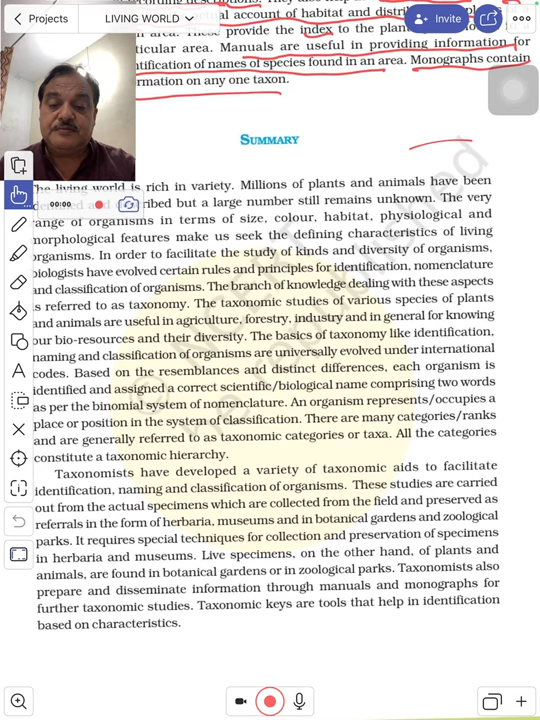 Projects
LIVING WORLD
Invite
account of habitat and
area. These provide the index to the
ticular area. Manuals are useful in providing information for
ntification of names of species found in an area. Monographs contain
rmation on any one taxon.
SUMMARY
The living world is rich in variety. Millions of plants and animals have been
but a large number still remains unknown. The very
00:00
range of organisms in terms of size, colour, habitat, physiological and
morphological features make us seek the defining characteristics of living
organisms. In order to facilitate the study of kinds and diversity of organisms,
biologists have evolved certain rules and principles for identification, nomenclature
and classification of organisms. The branch of knowledge dealing with these aspects
is referred to as taxonomy. The taxonomic studies of various species of plants
and animals are useful in agriculture, forestry, industry and in general for knowing
our bio-resources and their diversity. The basics of taxonomy like identification,
naming and classification of organisms are universally evolved under international
codes. Based on the resemblances and distinct differences, each organism is
identified and assigned a correct scientific/biological name comprising two words
as per the binomial system of nomenclature. An organism represents/occupies a
place or position in the system of classification. There are many categories/ranks
and are generally referred to as taxonomic categories or taxa. All the categories
constitute a taxonomic hierarchy.
Taxonomists have developed a variety of taxonomic aids to facilitate
identification, naming and classification of organisms. These studies are carried
out from the actual specimens which are collected from the field and preserved as
referrals in the form of herbaria, museums and in botanical gardens and zoological
parks. It requires special techniques for collection and preservation of specimens
in herbaria and museums. Live specimens, on the other hand, of plants and
animals, are found in botanical gardens or in zoological parks. Taxonomists also
prepare and disseminate information through manuals and monographs for
further taxonomic studies. Taxonomic keys are tools that help in identification
based on characteristics.